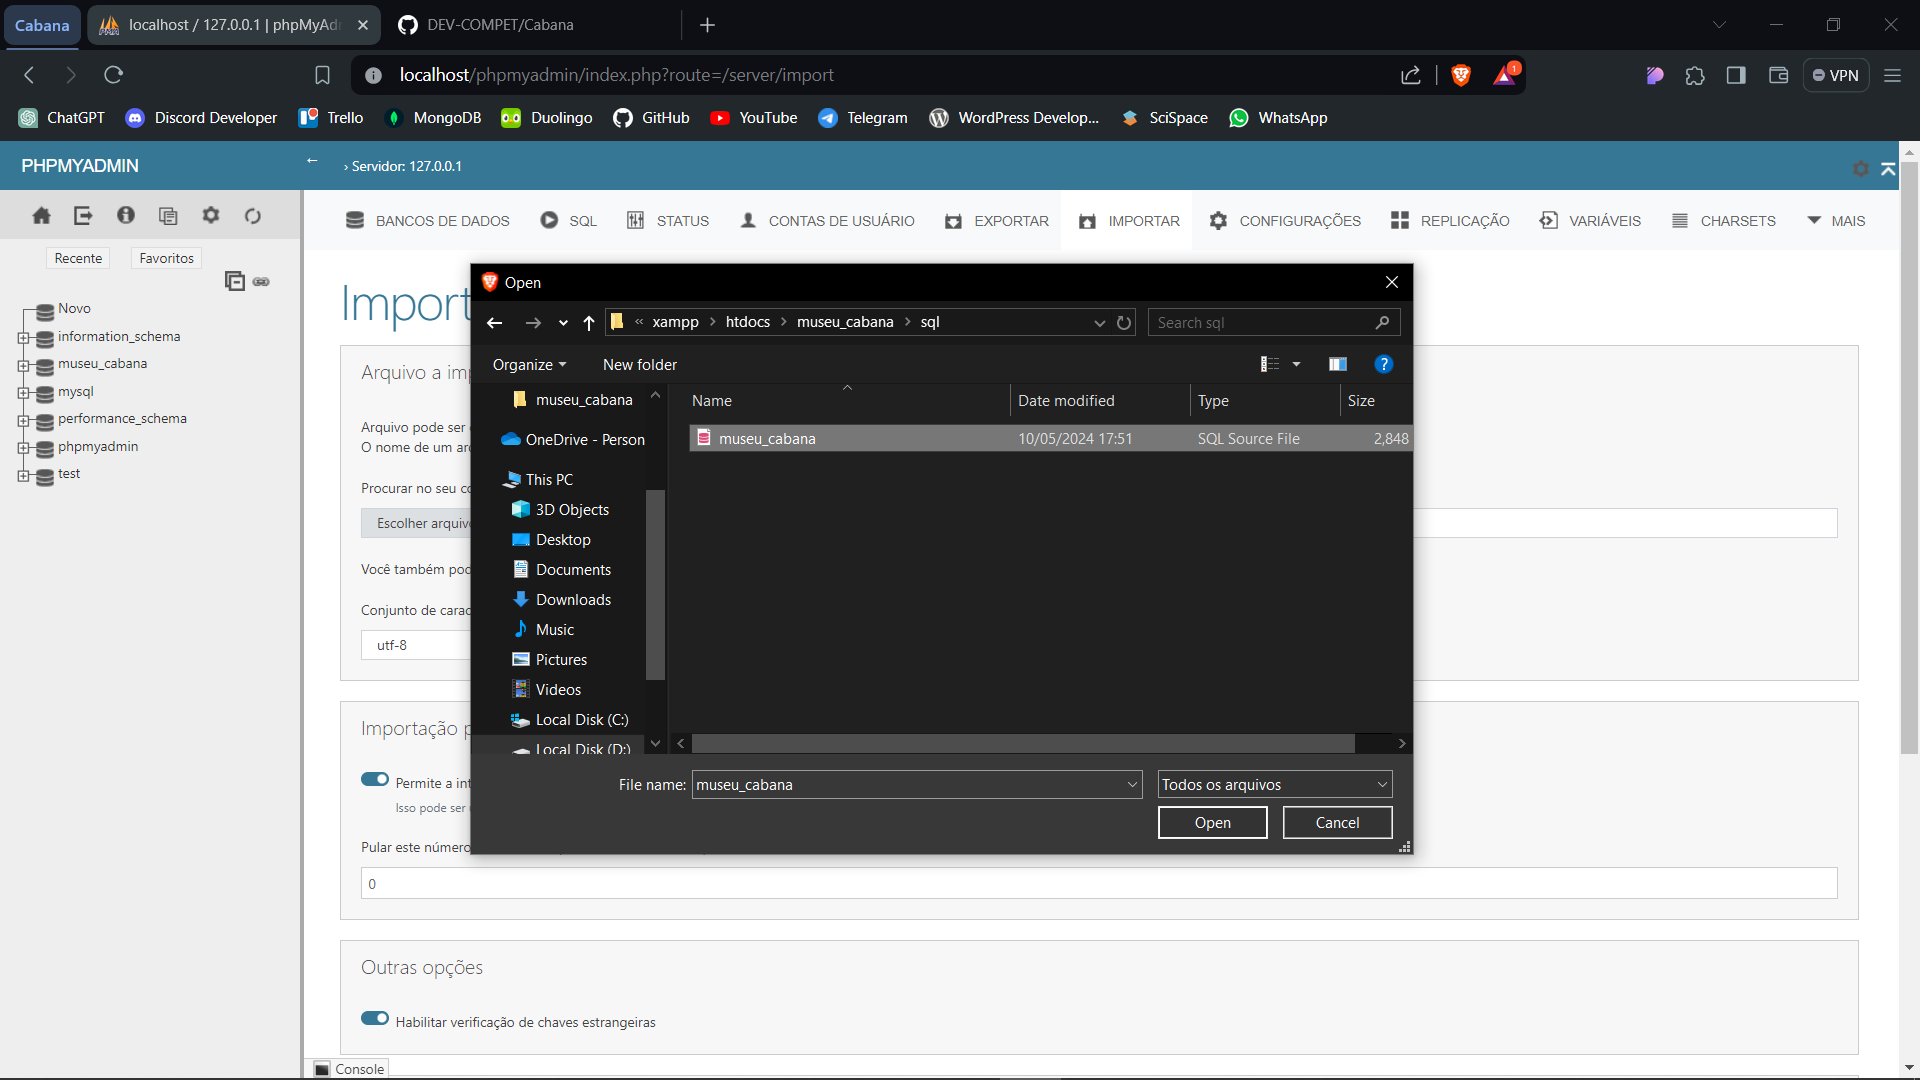 Cabana
localhost / 127.0.0.1 | phpMyAd
DEV-COMPET/Cabana
localhost/phpmyadmin/index.php?route=/server/import
1
VPN
ChatGPT
Discord Developer
Trello
MongoDB
Duolingo
GitHub
YouTube
Telegram
WordPress Develop...
SciSpace
WhatsApp
PHPMYADMIN
← › Servidor: 127.0.0.1
BANCOS DE DADOS
SQL
STATUS
CONTAS DE USUÁRIO
EXPORTAR
IMPORTAR
CONFIGURAÇÕES
REPLICAÇÃO
VARIÁVEIS
CHARSETS
MAIS
Recente
Favoritos
Novo
information_schema
museu_cabana
mysql
performance_schema
phpmyadmin
test
Import
Arquivo a im
Arquivo pode ser
O nome de um ar
Procurar no seu c
Escolher arquiv
Você também pod
Conjunto de carac
utf-8
Importação p
Permite a int
Isso pode ser
Pular este número
0
Outras opções
Habilitar verificação de chaves estrangeiras
Console
Open
« xampp › htdocs › museu_cabana › sql
Search sql
Organize
New folder
museu_cabana
OneDrive - Person
This PC
3D Objects
Desktop
Documents
Downloads
Music
Pictures
Videos
Local Disk (C:)
Local Disk (D:)
Name
Date modified
Type
Size
museu_cabana
10/05/2024 17:51
SQL Source File
2,848
File name:
museu_cabana
Todos os arquivos
Open
Cancel